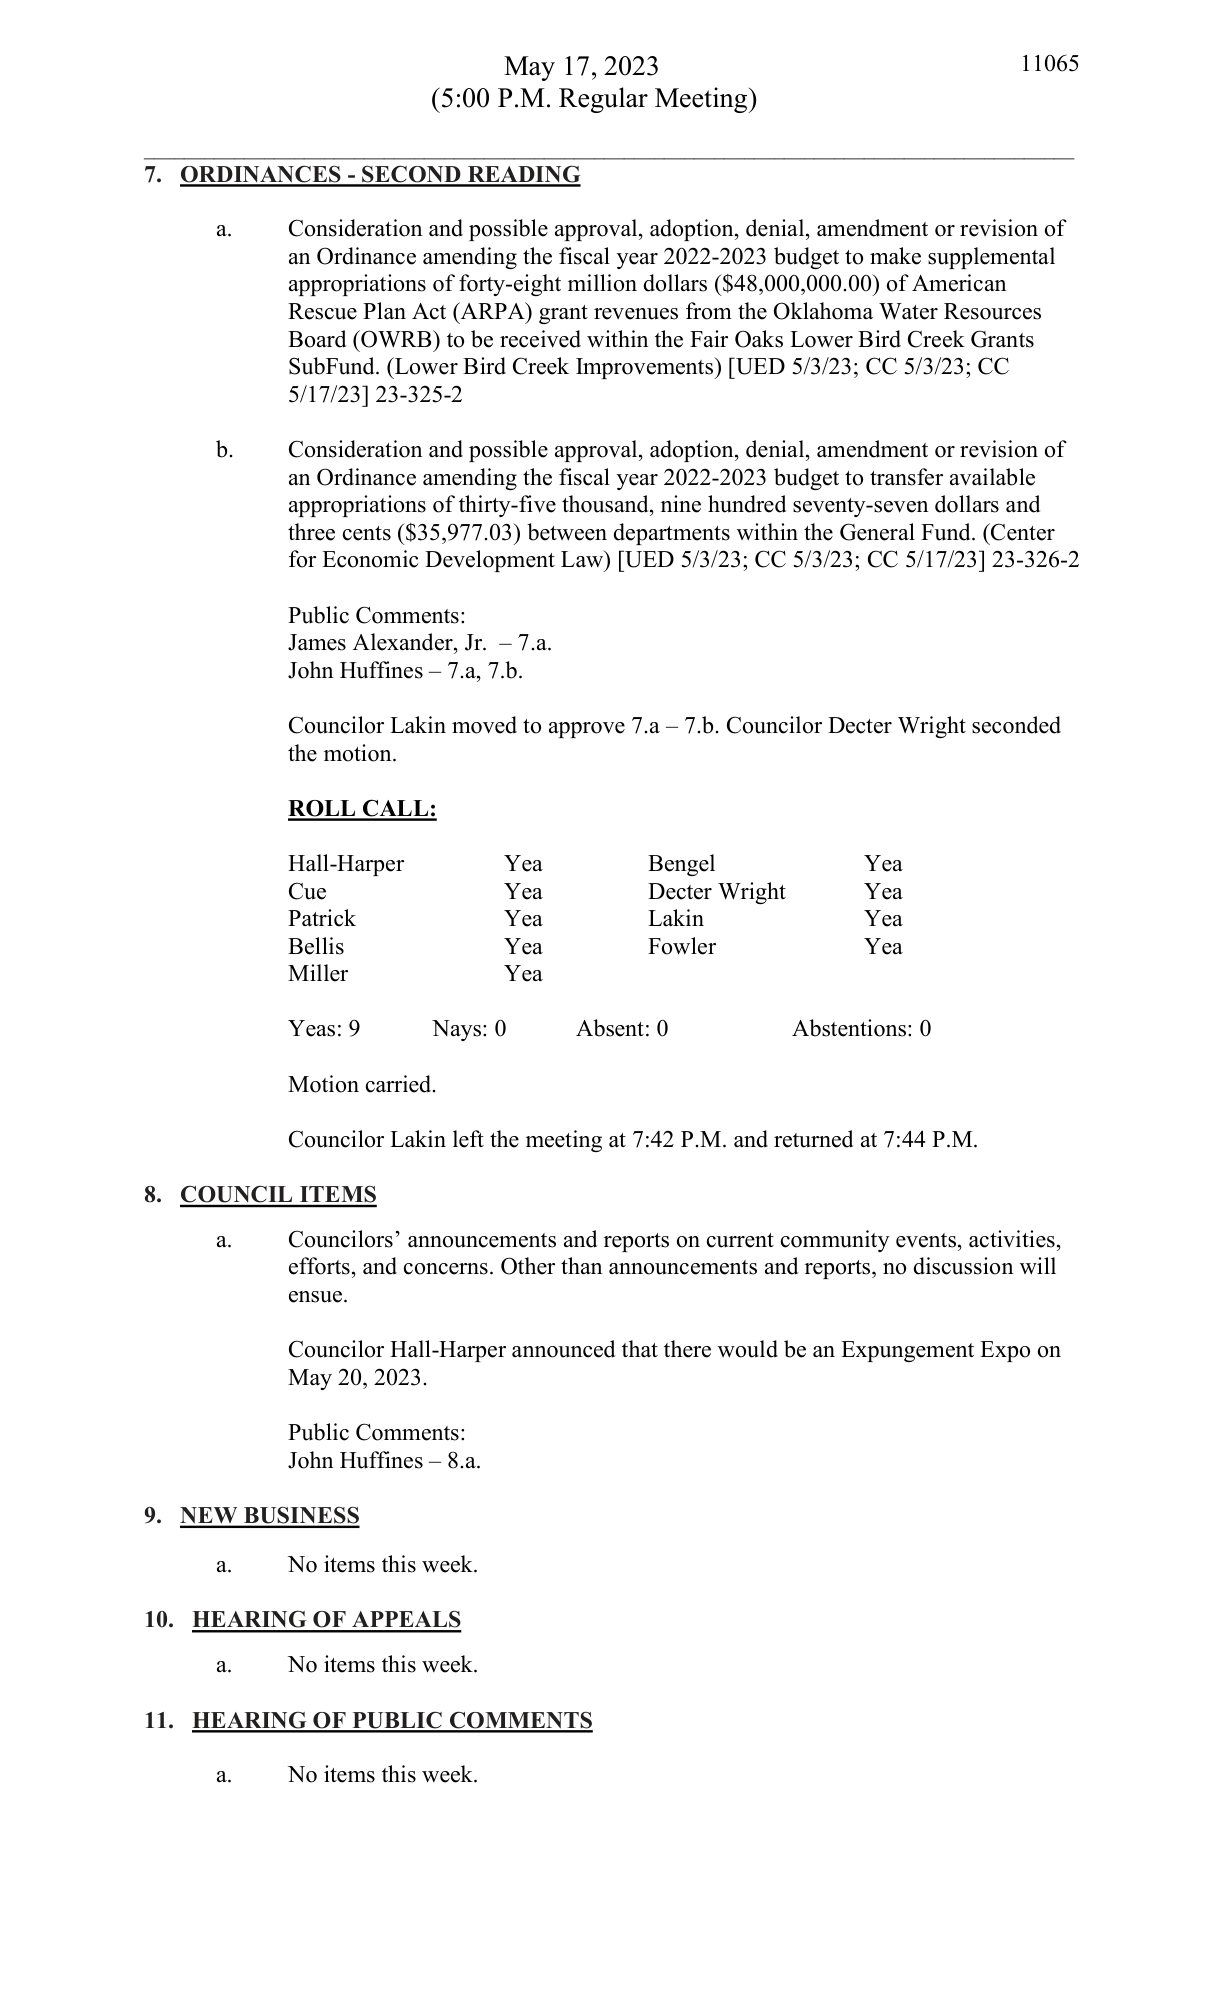 May 17, 2023
11065
(5:00 P.M. Regular Meeting)
7. ORDINANCES - SECOND READING
a. Consideration and possible approval, adoption, denial, amendment or revision of
an Ordinance amending the fiscal year 2022-2023 budget to make supplemental
appropriations of forty-eight million dollars ($48,000,000.00) of American
Rescue Plan Act (ARPA) grant revenues from the Oklahoma Water Resources
Board (OWRB) to be received within the Fair Oaks Lower Bird Creek Grants
SubFund. (Lower Bird Creek Improvements) [UED 5/3/23; CC 5/3/23; CC
5/17/23] 23-325-2
b. Consideration and possible approval, adoption, denial, amendment or revision of
an Ordinance amending the fiscal year 2022-2023 budget to transfer available
appropriations of thirty-five thousand, nine hundred seventy-seven dollars and
three cents ($35,977.03) between departments within the General Fund. (Center
for Economic Development Law) [UED 5/3/23; CC 5/3/23; CC 5/17/23] 23-326-2
Public Comments:
James Alexander, Jr. – 7.a.
John Huffines – 7.a, 7.b.
Councilor Lakin moved to approve 7.a – 7.b. Councilor Decter Wright seconded
the motion.
ROLL CALL:
Hall-Harper Yea Bengel Yea
Cue Yea Decter Wright Yea
Patrick Yea Lakin Yea
Bellis Yea Fowler Yea
Miller Yea
Yeas: 9 Nays: 0 Absent: 0 Abstentions: 0
Motion carried.
Councilor Lakin left the meeting at 7:42 P.M. and returned at 7:44 P.M.
8. COUNCIL ITEMS
a. Councilors’ announcements and reports on current community events, activities,
efforts, and concerns. Other than announcements and reports, no discussion will
ensue.
Councilor Hall-Harper announced that there would be an Expungement Expo on
May 20, 2023.
Public Comments:
John Huffines – 8.a.
9. NEW BUSINESS
a. No items this week.
10. HEARING OF APPEALS
a. No items this week.
11. HEARING OF PUBLIC COMMENTS
a. No items this week.